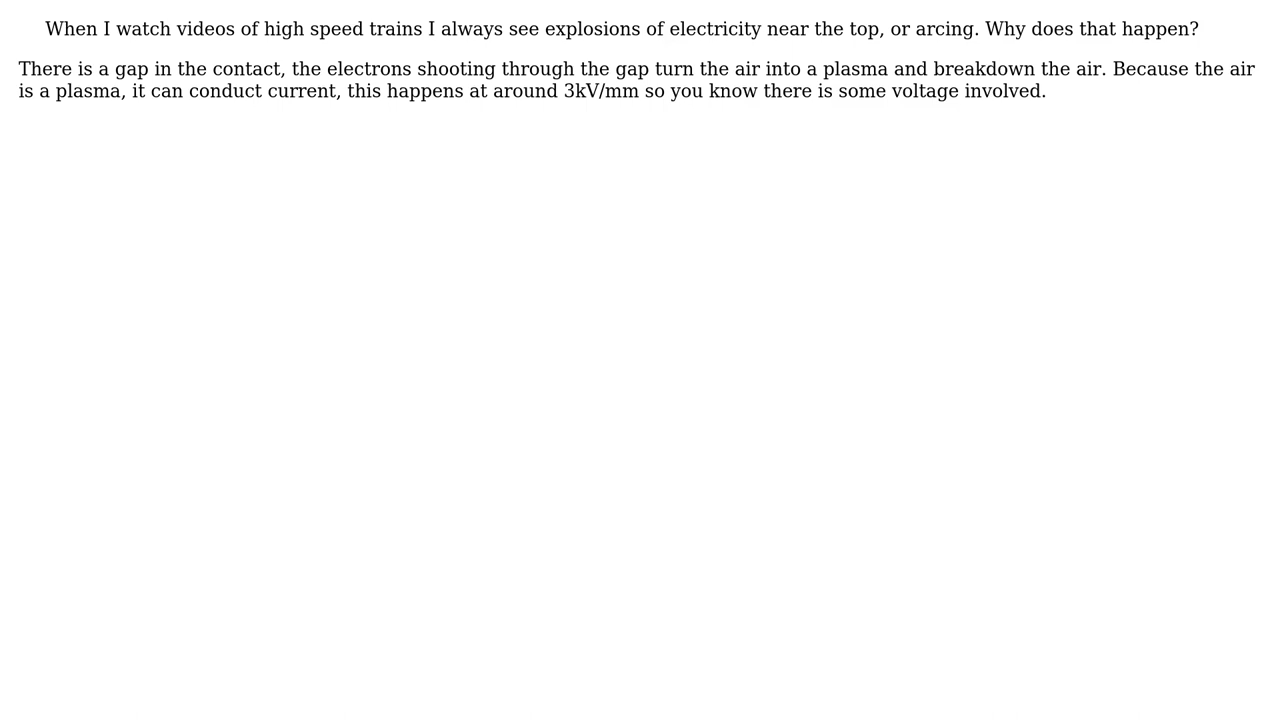 When I watch videos of high speed trains I always see explosions of electricity near the top, or arcing. Why does that happen?
There is a gap in the contact, the electrons shooting through the gap turn the air into a plasma and breakdown the air. Because the air
is a plasma, it can conduct current, this happens at around 3kV/mm so you know there is some voltage involved.